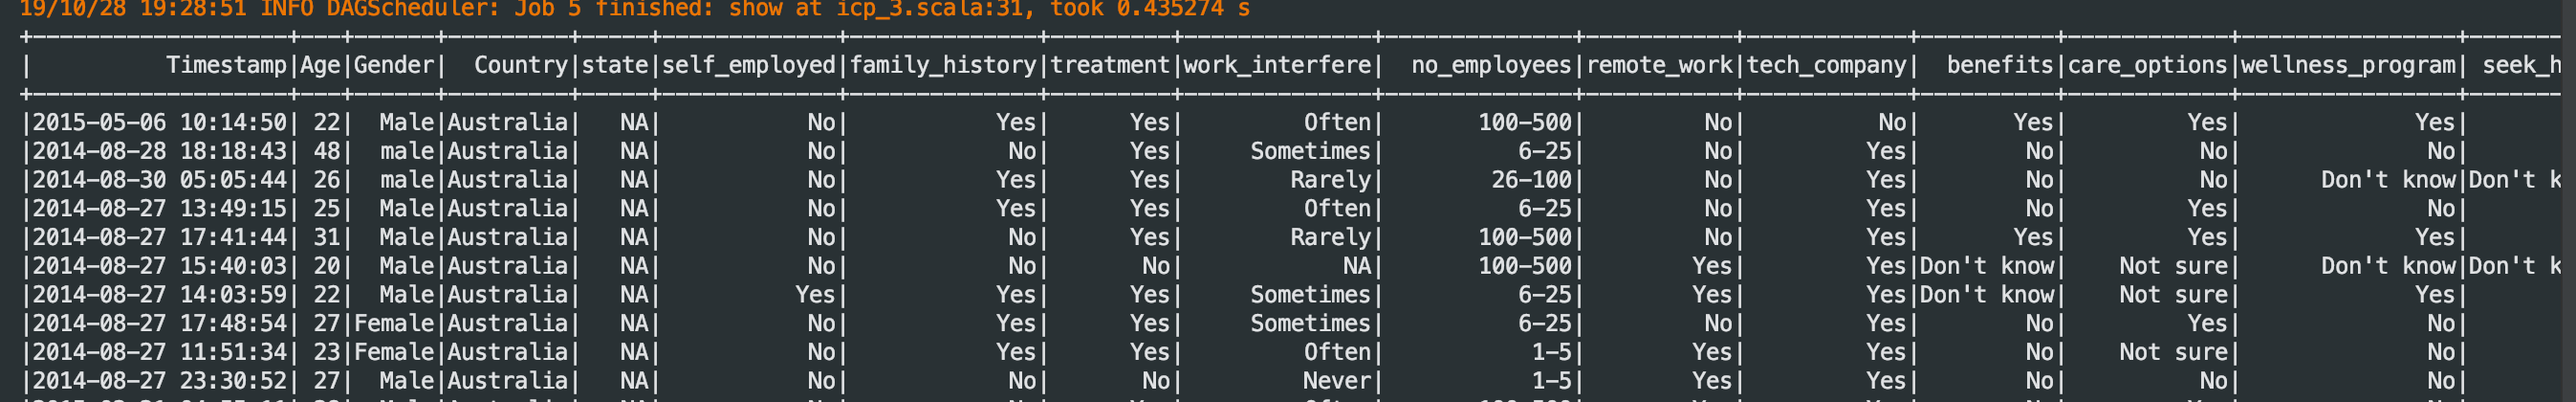 19/10/28 19:28:51 INFO DAGScheduler: Job 5 finished: show at icp_3.scala:31, took 0.435274 s
+-------------------+---+------+---------+-----+-------------+--------------+---------+--------------+--------------+-----------+------------+----------+------------+----------------+-------
|          Timestamp|Age|Gender|  Country|state|self_employed|family_history|treatment|work_interfere|  no_employees|remote_work|tech_company|  benefits|care_options|wellness_program| seek_h
+-------------------+---+------+---------+-----+-------------+--------------+---------+--------------+--------------+-----------+------------+----------+------------+----------------+-------
|2015-05-06 10:14:50| 22|  Male|Australia|   NA|           No|           Yes|      Yes|         Often|       100-500|         No|          No|       Yes|         Yes|             Yes|
|2014-08-28 18:18:43| 48|  male|Australia|   NA|           No|            No|      Yes|     Sometimes|          6-25|         No|         Yes|        No|          No|              No|
|2014-08-30 05:05:44| 26|  male|Australia|   NA|           No|           Yes|      Yes|        Rarely|        26-100|         No|         Yes|        No|          No|      Don't know|Don't k
|2014-08-27 13:49:15| 25|  Male|Australia|   NA|           No|           Yes|      Yes|         Often|          6-25|         No|         Yes|        No|         Yes|              No|
|2014-08-27 17:41:44| 31|  Male|Australia|   NA|           No|            No|      Yes|        Rarely|       100-500|         No|         Yes|       Yes|         Yes|             Yes|
|2014-08-27 15:40:03| 20|  Male|Australia|   NA|           No|            No|       No|            NA|       100-500|        Yes|         Yes|Don't know|    Not sure|      Don't know|Don't k
|2014-08-27 14:03:59| 22|  Male|Australia|   NA|          Yes|           Yes|      Yes|     Sometimes|          6-25|        Yes|         Yes|Don't know|    Not sure|             Yes|
|2014-08-27 17:48:54| 27|Female|Australia|   NA|           No|           Yes|      Yes|     Sometimes|          6-25|         No|         Yes|        No|         Yes|              No|
|2014-08-27 11:51:34| 23|Female|Australia|   NA|           No|           Yes|      Yes|         Often|           1-5|        Yes|         Yes|        No|    Not sure|              No|
|2014-08-27 23:30:52| 27|  Male|Australia|   NA|           No|            No|       No|         Never|           1-5|        Yes|         Yes|        No|          No|              No|